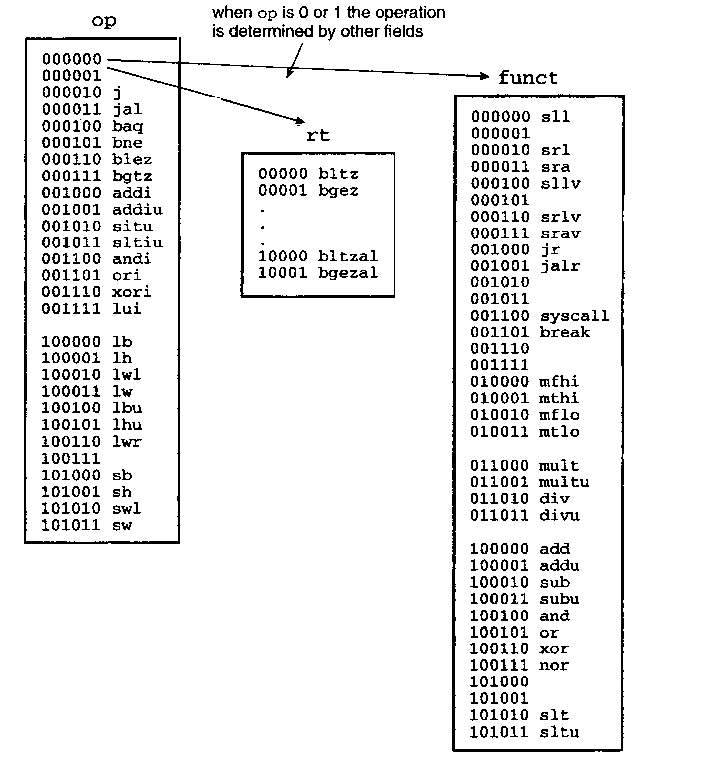 when op is 0 or 1 the operation
is determined by other fields
op
000000
000001
000010 j
000011 jal
000100 baq
000101 bne
000110 blez
000111 bgtz
001000 addi
001001 addiu
001010 situ
001011 sltiu
001100 andi
001101 ori
001110 xori
001111 lui
100000 lb
100001 lh
100010 lwl
100011 lw
100100 lbu
100101 lhu
100110 lwr
100111
101000 sb
101001 sh
101010 swl
101011 sw
rt
00000 bltz
00001 bgez
.
.
.
10000 bltzal
10001 bgezal
funct
000000 sll
000001
000010 srl
000011 sra
000100 sllv
000101
000110 srlv
000111 srav
001000 jr
001001 jalr
001010
001011
001100 syscall
001101 break
001110
001111
010000 mfhi
010001 mthi
010010 mflo
010011 mtlo
011000 mult
011001 multu
011010 div
011011 divu
100000 add
100001 addu
100010 sub
100011 subu
100100 and
100101 or
100110 xor
100111 nor
101000
101001
101010 slt
101011 sltu